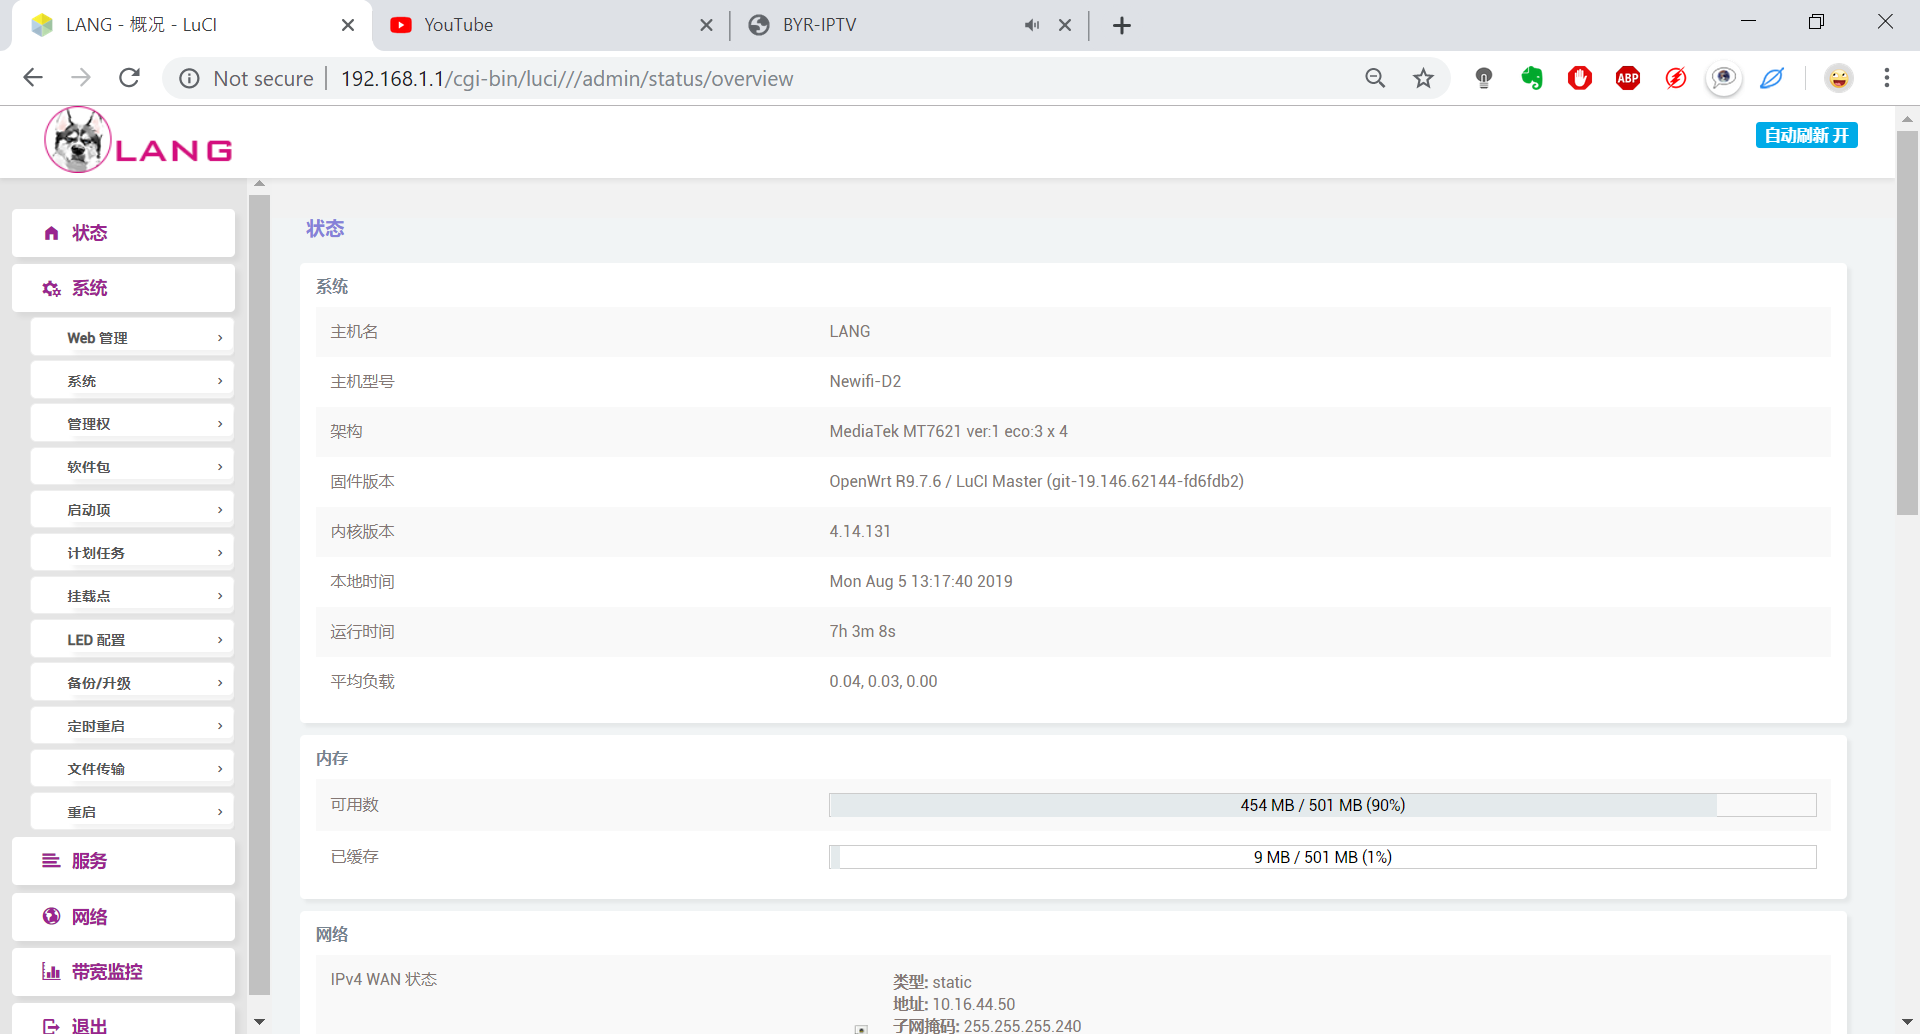 LANG - 概况 - LuCI
YouTube
BYR-IPTV
Not secure
192.168.1.1/cgi-bin/luci///admin/status/overview
ABP
LANG
自动刷新 开
状态
系统
Web 管理
系统
管理权
软件包
启动项
计划任务
挂载点
LED 配置
备份/升级
定时重启
文件传输
重启
服务
网络
带宽监控
退出
状态
系统
主机名 LANG
主机型号 Newifi-D2
架构 MediaTek MT7621 ver:1 eco:3 x 4
固件版本 OpenWrt R9.7.6 / LuCI Master (git-19.146.62144-fd6fdb2)
内核版本 4.14.131
本地时间 Mon Aug 5 13:17:40 2019
运行时间 7h 3m 8s
平均负载 0.04, 0.03, 0.00
内存
可用数 454 MB / 501 MB (90%)
已缓存 9 MB / 501 MB (1%)
网络
IPv4 WAN 状态
类型: static
地址: 10.16.44.50
子网掩码: 255.255.255.240